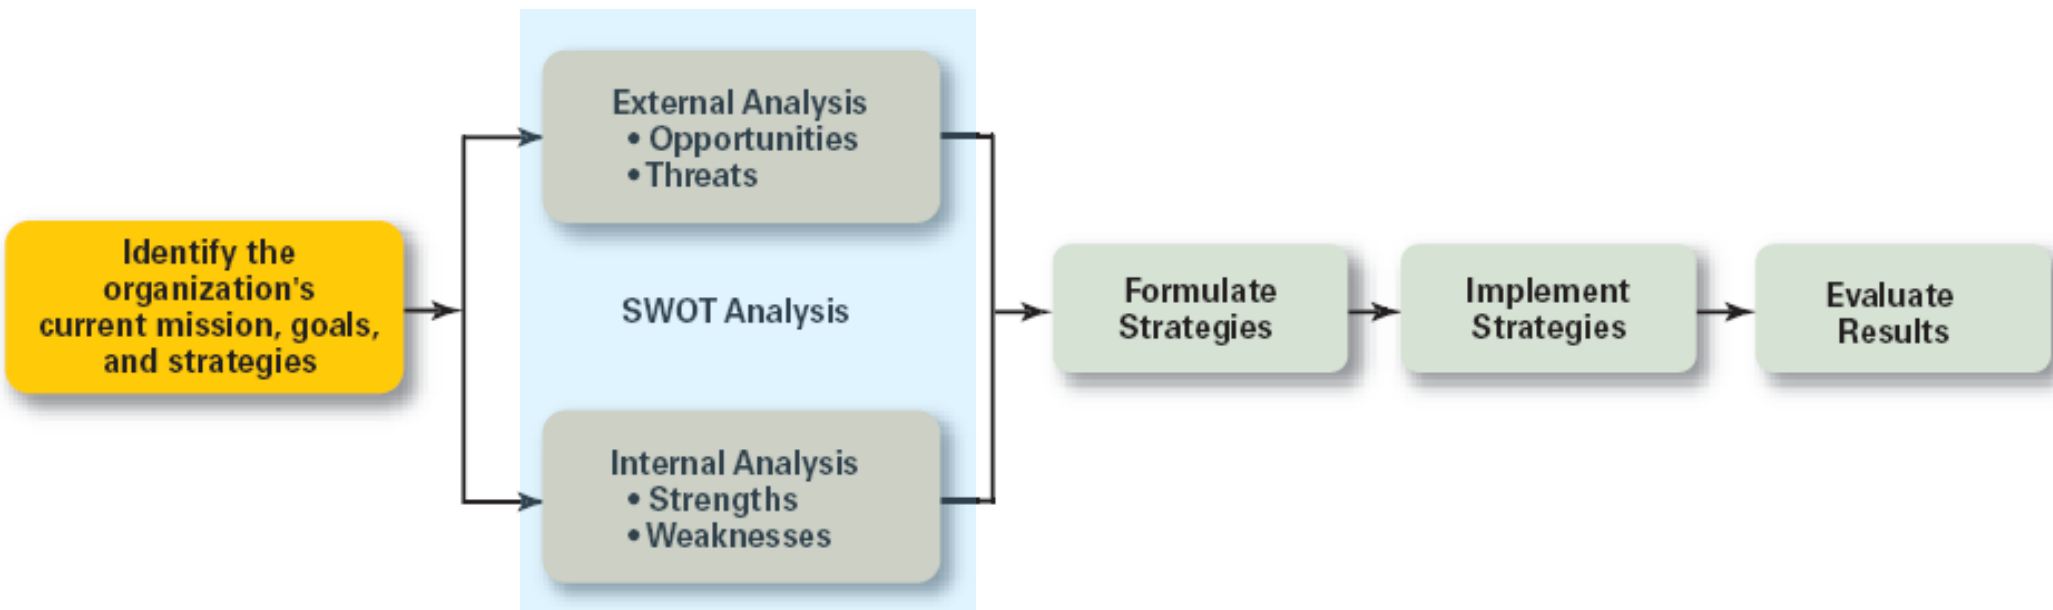 Identify the
organization's
current mission, goals,
and strategies
External Analysis
• Opportunities
• Threats
SWOT Analysis
Internal Analysis
• Strengths
• Weaknesses
Formulate
Strategies
Implement
Strategies
Evaluate
Results